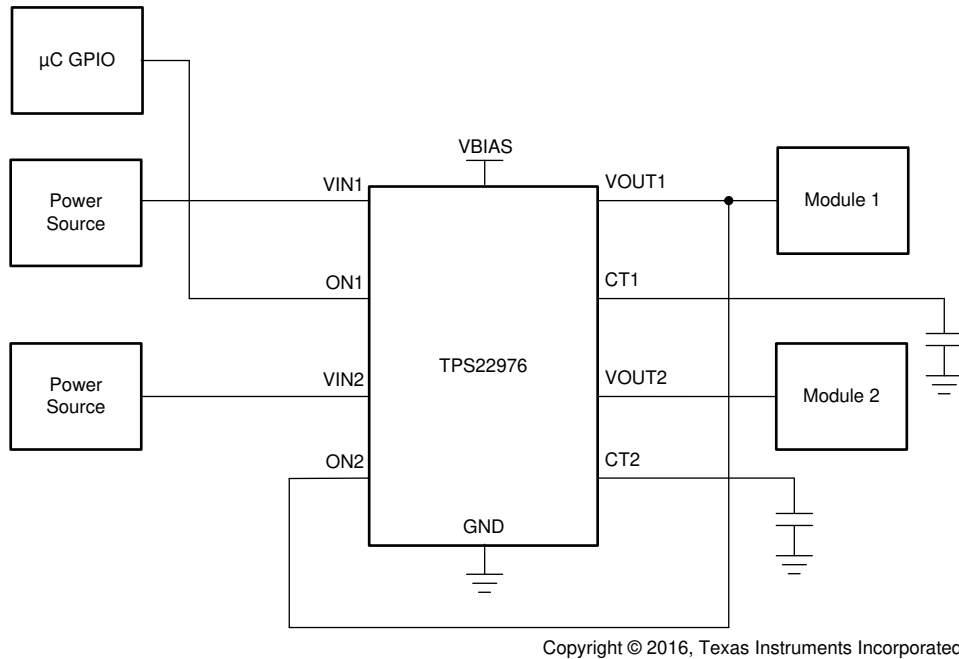 µC GPIO
VBIAS
Power
Source
VIN1
VOUT1
Module 1
ON1
CT1
TPS22976
Power
Source
VIN2
VOUT2
Module 2
ON2
CT2
GND
Copyright © 2016, Texas Instruments Incorporated